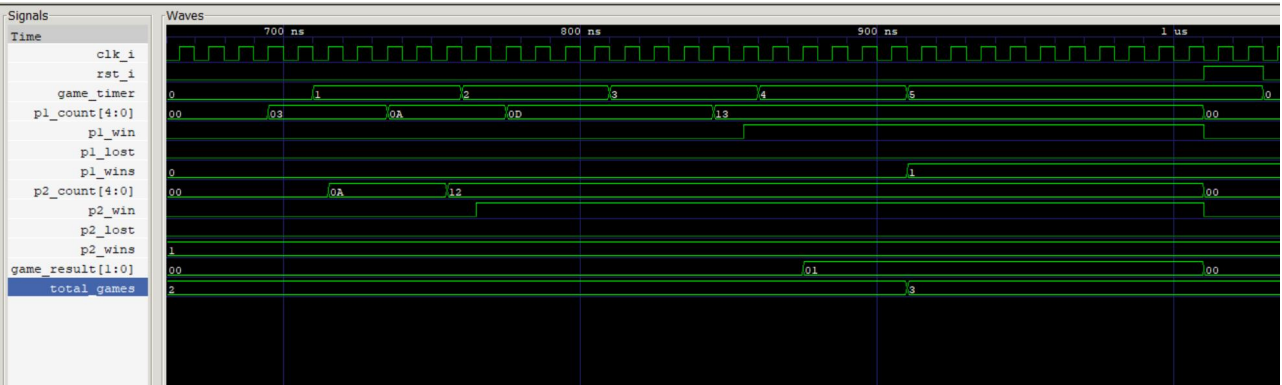 Signals Waves
Time 700 ns 800 ns 900 ns 1 us
clk_i
rst_i
game_timer 0 1 2 3 4 5 0
p1_count[4:0] 00 03 0A 0D 13 00
p1_win
p1_lost
p1_wins 0 1
p2_count[4:0] 00 0A 12 00
p2_win
p2_lost
p2_wins 1
game_result[1:0] 00 01 00
total_games 2 3